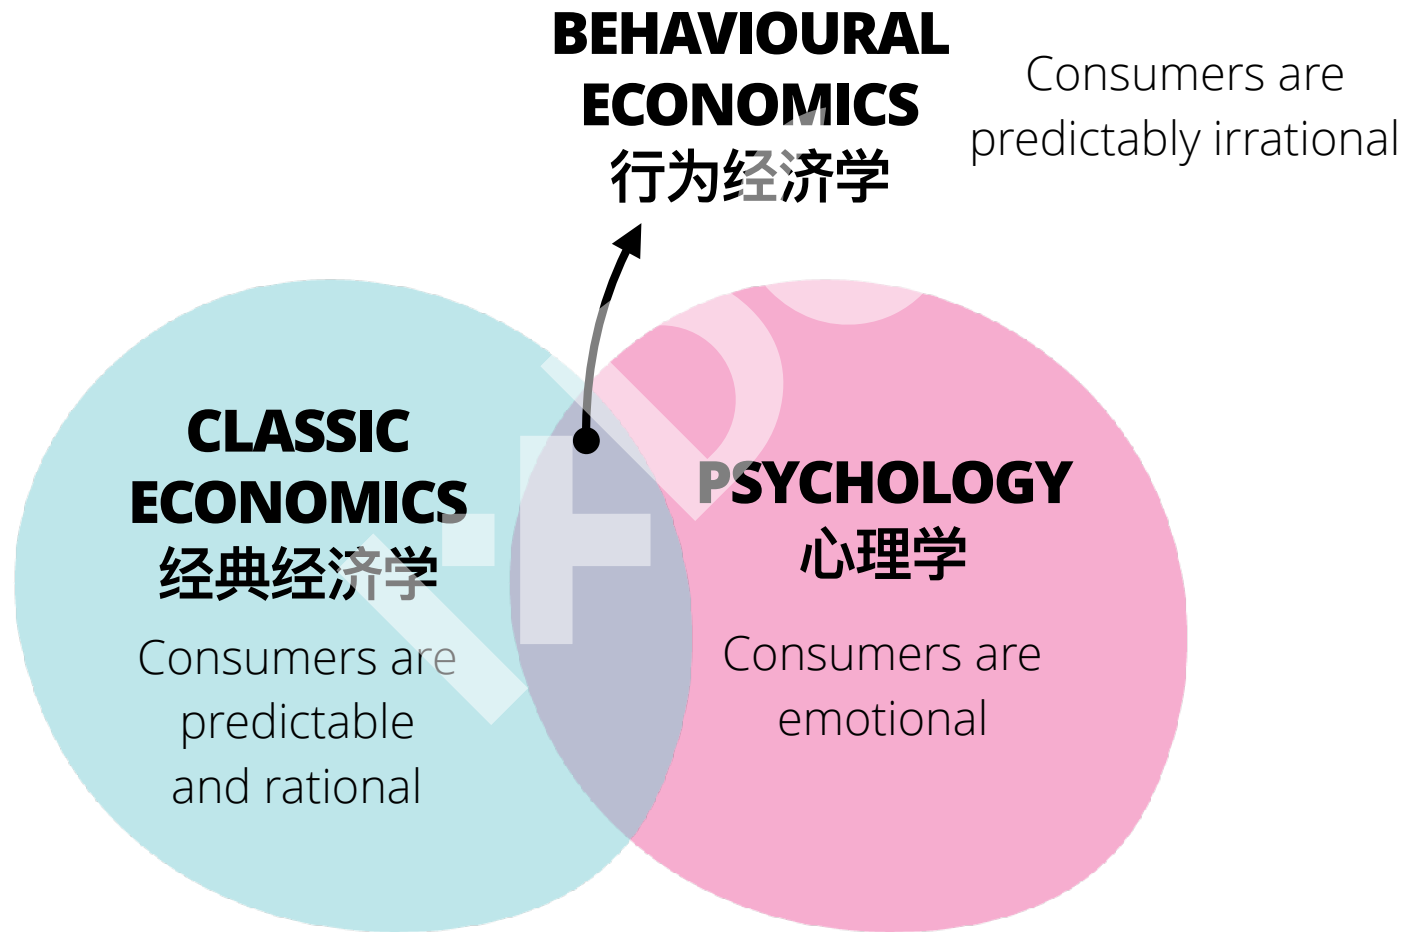 BEHAVIOURAL
ECONOMICS
行为经济学
Consumers are
predictably irrational
CLASSIC
ECONOMICS
经典经济学
Consumers are
predictable
and rational
PSYCHOLOGY
心理学
Consumers are
emotional